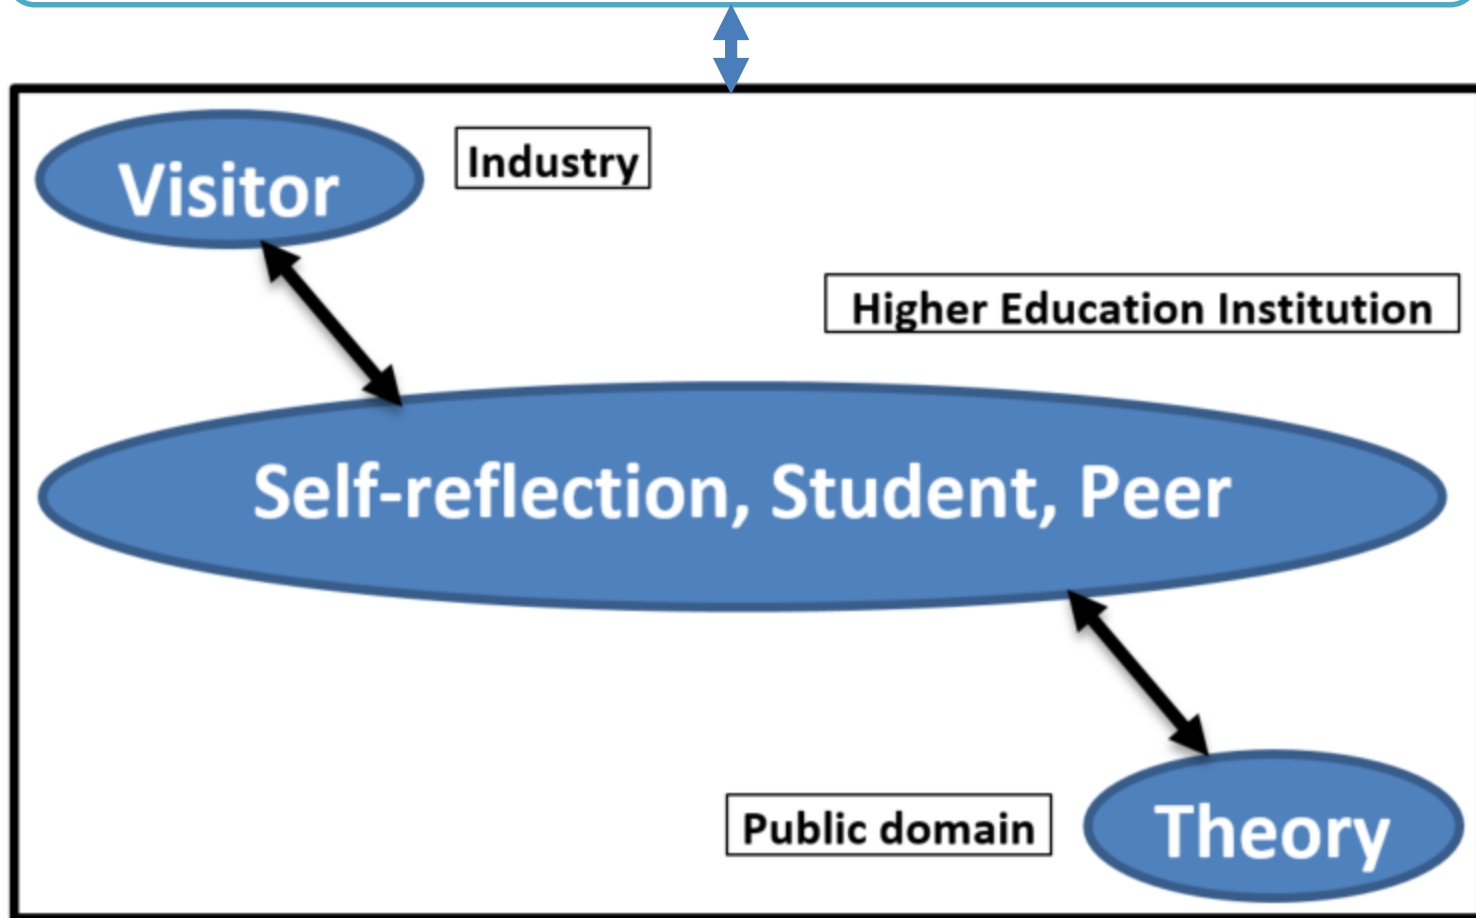 Visitor
Industry
Higher Education Institution
Self-reflection, Student, Peer
Public domain
Theory